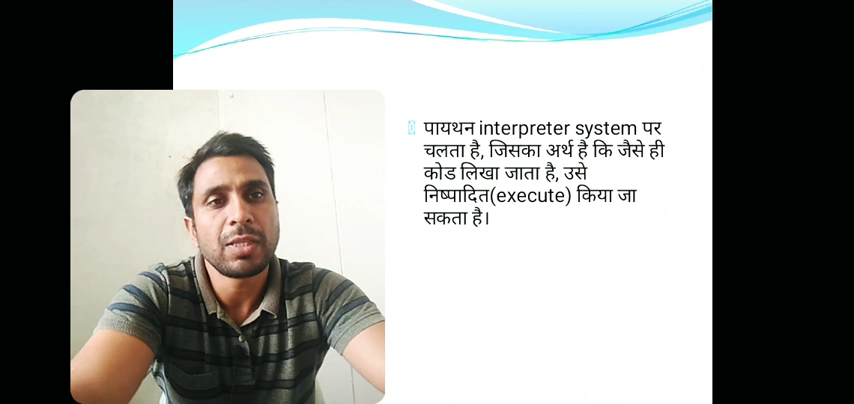 पायथन interpreter system पर
चलता है, जिसका अर्थ है कि जैसे ही
कोड लिखा जाता है, उसे
निष्पादित(execute) किया जा
सकता है।